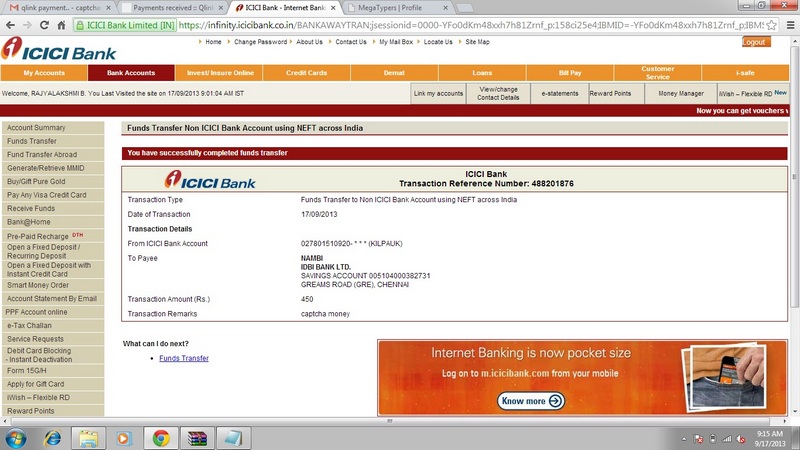 qlink payment.. - captcha
Payments received = Qlink
ICICI Bank - Internet Bank
MegaTypers | Profile
ICICI Bank Limited [IN] https://infinity.icicibank.co.in/BANKAWAYTRAN;jsessionid=0000-YFo0dKm48xxh7h81Zrnf_p:158ci25e4;IBMID=-YFo0dKm48xxh7h81Zrnf_p:IBMS
ICICI Bank
Home Change Password About Us Contact Us My Mail Box Locate Us Site Map
Logout
My Accounts Bank Accounts Invest/ Insure Online Credit Cards Demat Loans Bill Pay Customer Service i-safe
Welcome, RAJYALAKSHMI B. You Last Visited the site on 17/09/2013 9:01:04 AM IST
Link my accounts View/change Contact Details e-statements Reward Points Money Manager iWish – Flexible RD New
Now you can get vouchers v
Account Summary
Funds Transfer
Fund Transfer Abroad
Generate/Retrieve MMID
Buy/Gift Pure Gold
Pay Any Visa Credit Card
Receive Funds
Bank@Home
Pre-Paid Recharge DTH
Open a Fixed Deposit /
Recurring Deposit
Open a Fixed Deposit with
Instant Credit Card
Smart Money Order
Account Statement By Email
PPF Account online
e-Tax Challan
Service Requests
Debit Card Blocking
- Instant Deactivation
Form 15G/H
Apply for Gift Card
iWish – Flexible RD
Reward Points
Funds Transfer Non ICICI Bank Account using NEFT across India
You have successfully completed funds transfer
ICICI Bank
ICICI Bank
Transaction Reference Number: 488201876
Transaction Type Funds Transfer to Non ICICI Bank Account using NEFT across India
Date of Transaction 17/09/2013
Transaction Details
From ICICI Bank Account 027801510920- * * * (KILPAUK)
To Payee NAMBI
IDBI BANK LTD.
SAVINGS ACCOUNT 005104000382731
GREAMS ROAD (GRE), CHENNAI
Transaction Amount (Rs.) 450
Transaction Remarks captcha money
What can I do next?
Funds Transfer
Internet Banking is now pocket size
Log on to m.icicibank.com from your mobile
Know more
9:15 AM
9/17/2013